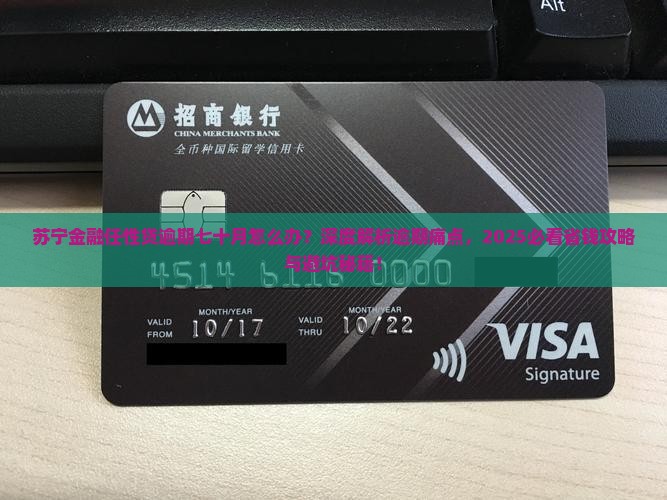 Alt
招商銀行
CHINA MERCHANTS BANK
全币种国际留学信用卡
苏宁金融任性贷逾期七十月怎么办？深度解析逾期痛点，2025必看省钱攻略
与避坑秘籍！
4514 6116 0000
MONTH/YEAR
VALID FROM 10/17
MONTH/YEAR
VALID THRU 10/22
VISA
Signature